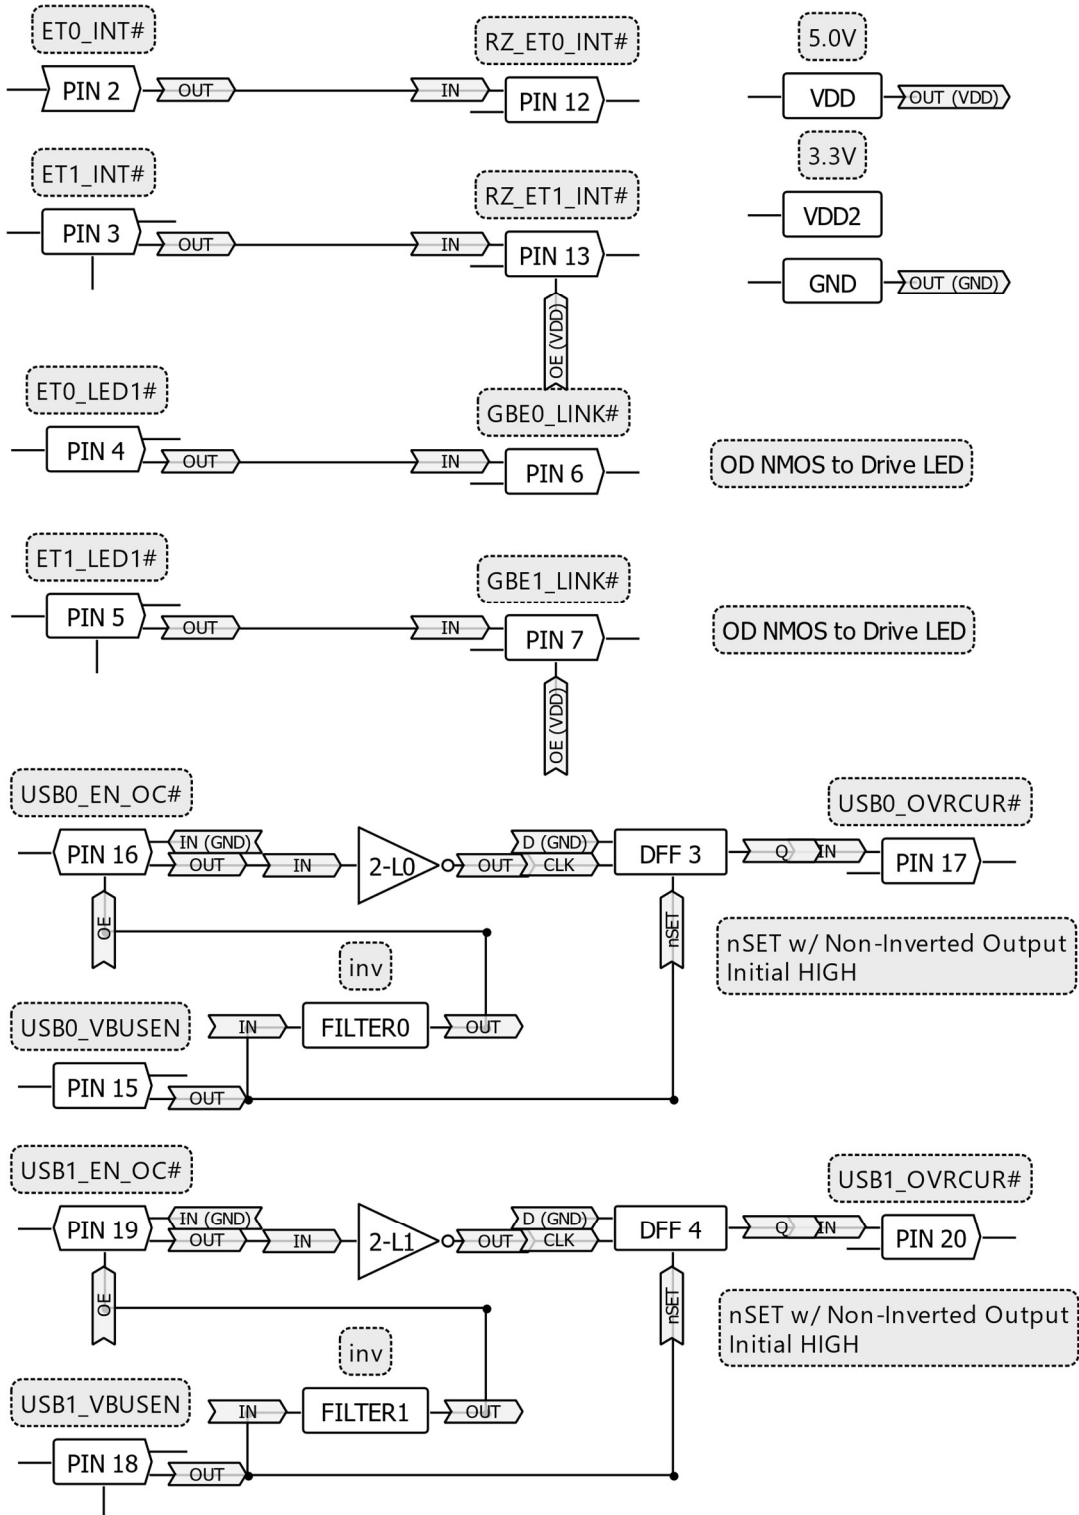 ET0_INT#
RZ_ET0_INT#
5.0V
PIN 2
OUT
IN
PIN 12
VDD
OUT (VDD)
ET1_INT#
RZ_ET1_INT#
3.3V
PIN 3
OUT
IN
PIN 13
VDD2
GND
OUT (GND)
OE (VDD)
ET0_LED1#
GBE0_LINK#
PIN 4
OUT
IN
PIN 6
OD NMOS to Drive LED
ET1_LED1#
GBE1_LINK#
PIN 5
OUT
IN
PIN 7
OD NMOS to Drive LED
OE (VDD)
USB0_EN_OC#
USB0_OVRCUR#
PIN 16
IN (GND)
OUT
IN
2-L0
OUT
D (GND)
CLK
DFF 3
Q
IN
PIN 17
OE
nSET
nSET w/ Non-Inverted Output
Initial HIGH
inv
USB0_VBUSEN
IN
FILTER0
OUT
PIN 15
OUT
USB1_EN_OC#
USB1_OVRCUR#
PIN 19
IN (GND)
OUT
IN
2-L1
OUT
D (GND)
CLK
DFF 4
Q
IN
PIN 20
OE
nSET
nSET w/ Non-Inverted Output
Initial HIGH
inv
USB1_VBUSEN
IN
FILTER1
OUT
PIN 18
OUT